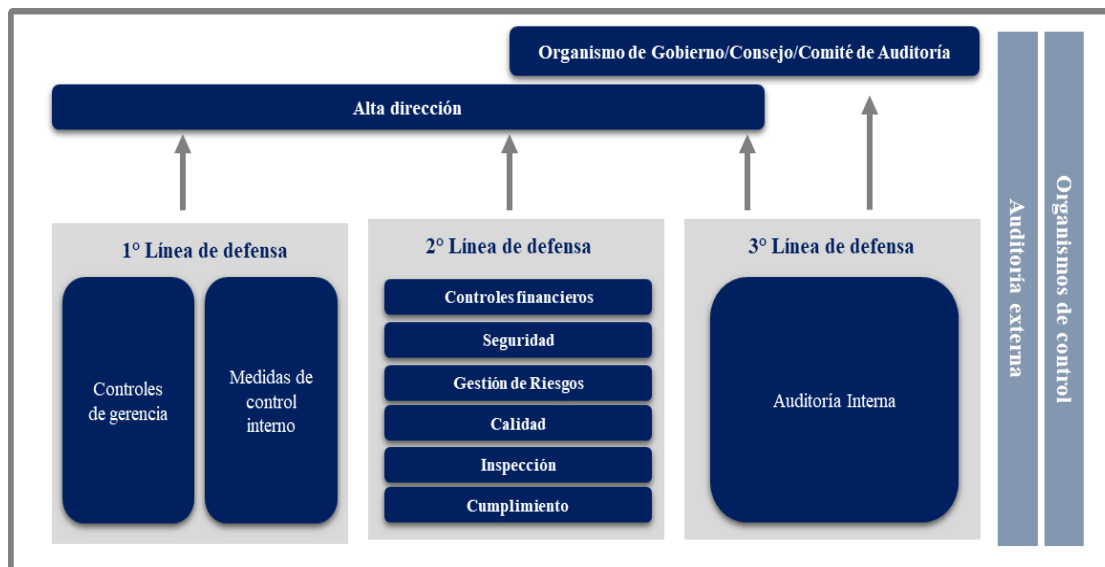 Organismo de Gobierno/Consejo/Comité de Auditoría
Alta dirección
1° Línea de defensa
Controles
de gerencia
Medidas de
control
interno
2° Línea de defensa
Controles financieros
Seguridad
Gestión de Riesgos
Calidad
Inspección
Cumplimiento
3° Línea de defensa
Auditoría Interna
Auditoría externa
Organismos de control